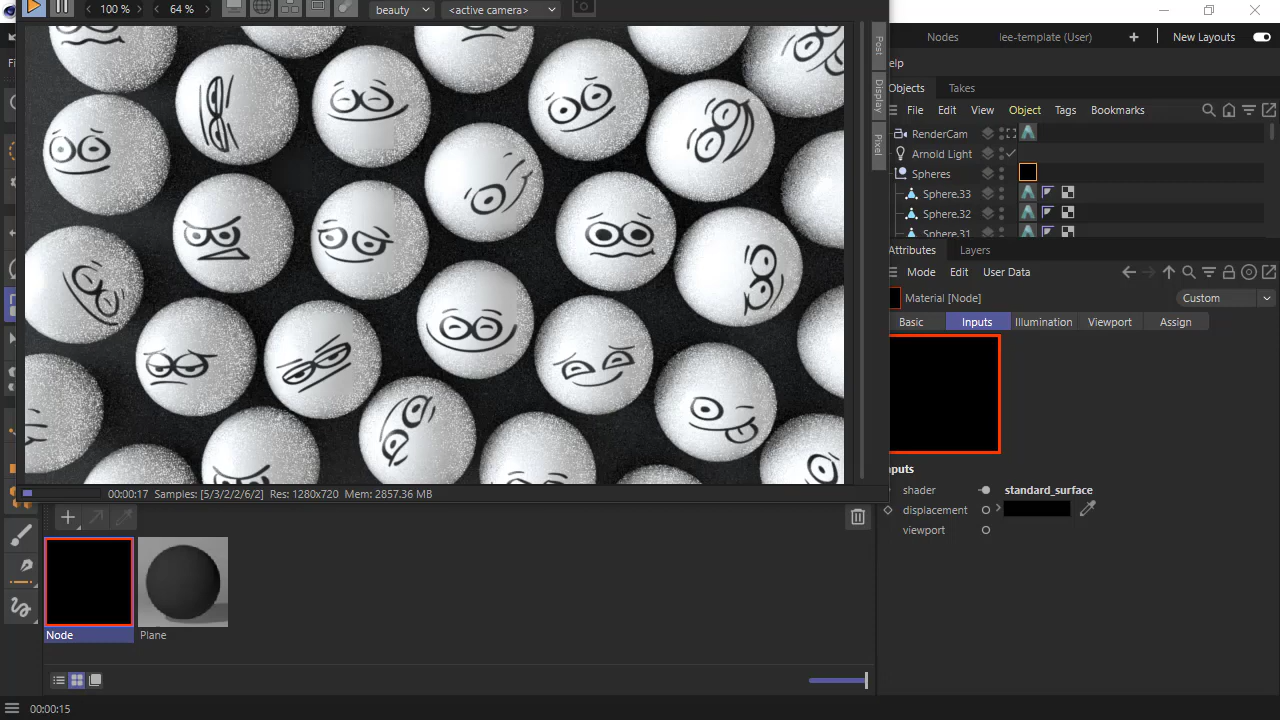 100 %
64 %
beauty
<active camera>
Nodes
lee-template (User)
New Layouts
Fi
elp
Post
Display
Pixel
Objects
Takes
File Edit View Object Tags Bookmarks
RenderCam
Arnold Light
Spheres
Sphere.33
Sphere.32
Sphere.31
Attributes
Layers
Mode Edit User Data
Material [Node]
Custom
Basic Inputs Illumination Viewport Assign
nputs
shader standard_surface
displacement
viewport
00:00:17 Samples: [5/3/2/2/6/2] Res: 1280x720 Mem: 2857.36 MB
Node
Plane
00:00:15